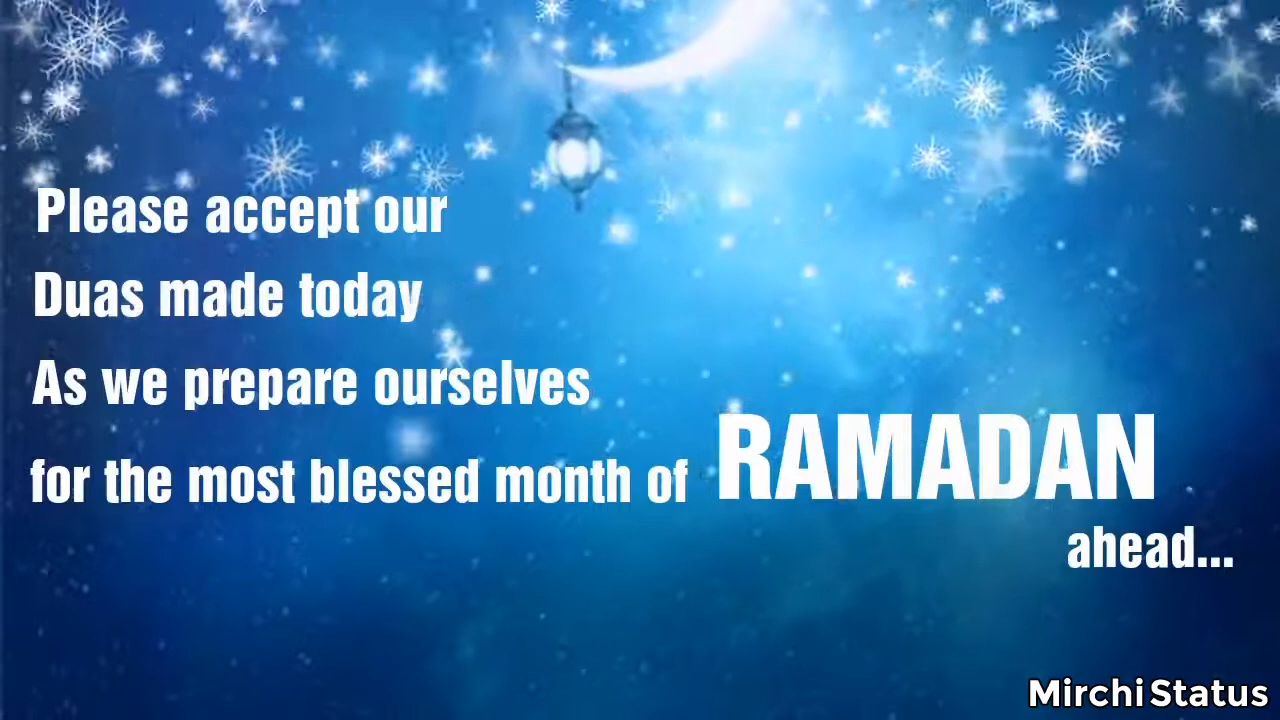 Please accept our
Duas made today
As we prepare ourselves
for the most blessed month of RAMADAN
ahead...
Mirchi Status